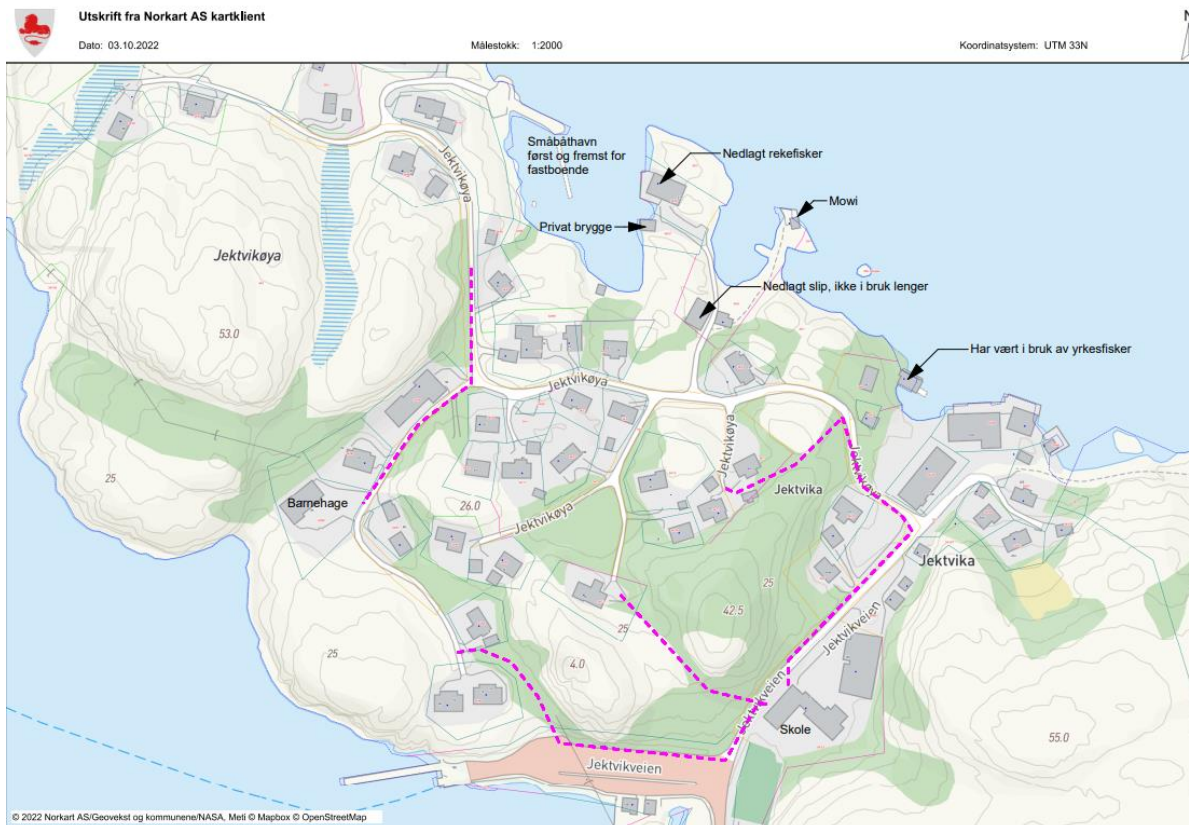 Utskrift fra Norkart AS kartklient
N
Dato: 03.10.2022
Målestokk: 1:2000
Koordinatsystem: UTM 33N
Småbåthavn
først og fremst for
fastboende
Nedlagt rekefisker
Jektvikøya
Mowi
Privat brygge
Jektvikøya
Nedlagt slip, ikke i bruk lenger
53.0
Har vært i bruk av yrkesfisker
Jektvikøya
Jektvikøya
Jektvikøya
25
Jektvika
Barnehage
26.0
Jektvikøya
Jektvika
25
42.5
25
Jektvikveien
25
4.0
Jektvikveien
Skole
55.0
Jektvikveien
© 2022 Norkart AS/Geovekst og kommunene/NASA, Meti © Mapbox © OpenStreetMap